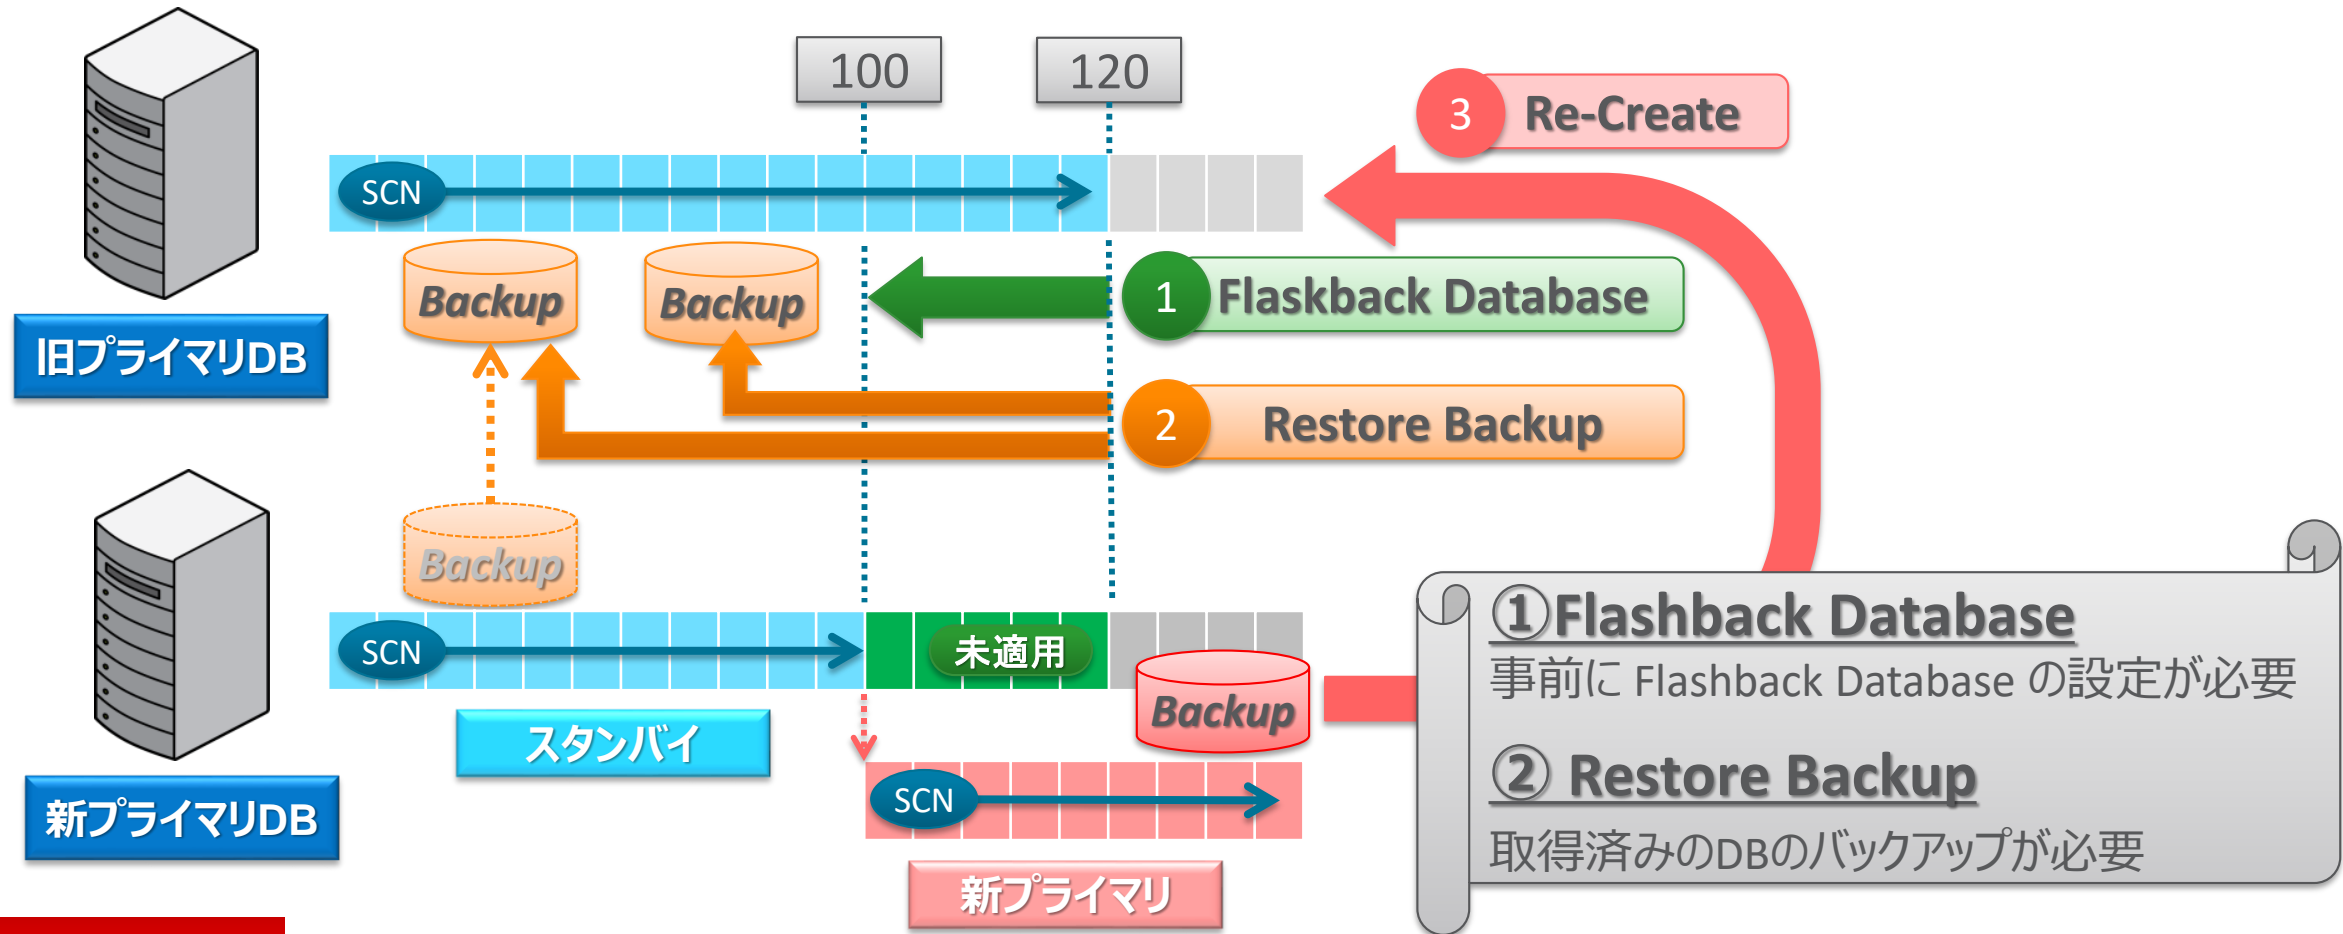 100
120
3
Re-Create
SCN
Backup
Backup
1
Flaskback Database
旧プライマリDB
2
Restore Backup
Backup
SCN
未適用
Backup
スタンバイ
新プライマリDB
SCN
新プライマリ
①Flashback Database
事前に Flashback Database の設定が必要
② Restore Backup
取得済みのDBのバックアップが必要